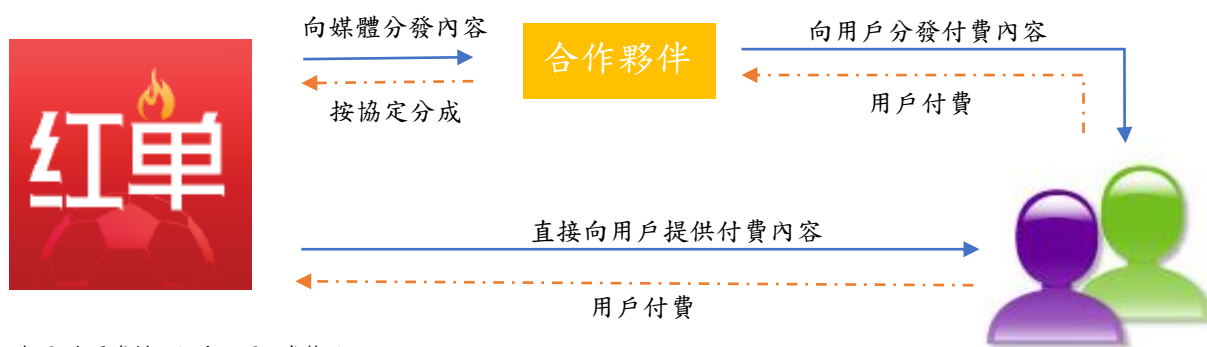 向媒體分發內容
向用戶分發付費內容
合作夥伴
按協定分成
用戶付費
红单
直接向用戶提供付費內容
用戶付費